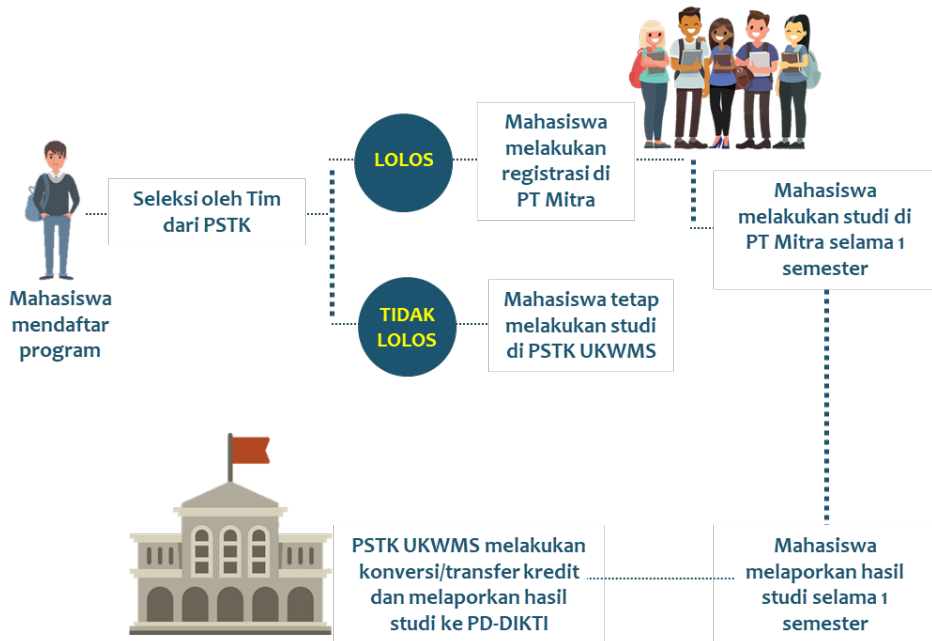 Mahasiswa
mendaftar
program
Seleksi oleh Tim
dari PSTK
LOLOS
Mahasiswa
melakukan
registrasi di
PT Mitra
Mahasiswa
melakukan studi di
PT Mitra selama 1
semester
TIDAK
LOLOS
Mahasiswa tetap
melakukan studi
di PSTK UKWMS
Mahasiswa
melaporkan hasil
studi selama 1
semester
PSTK UKWMS melakukan
konversi/transfer kredit
dan melaporkan hasil
studi ke PD-DIKTI